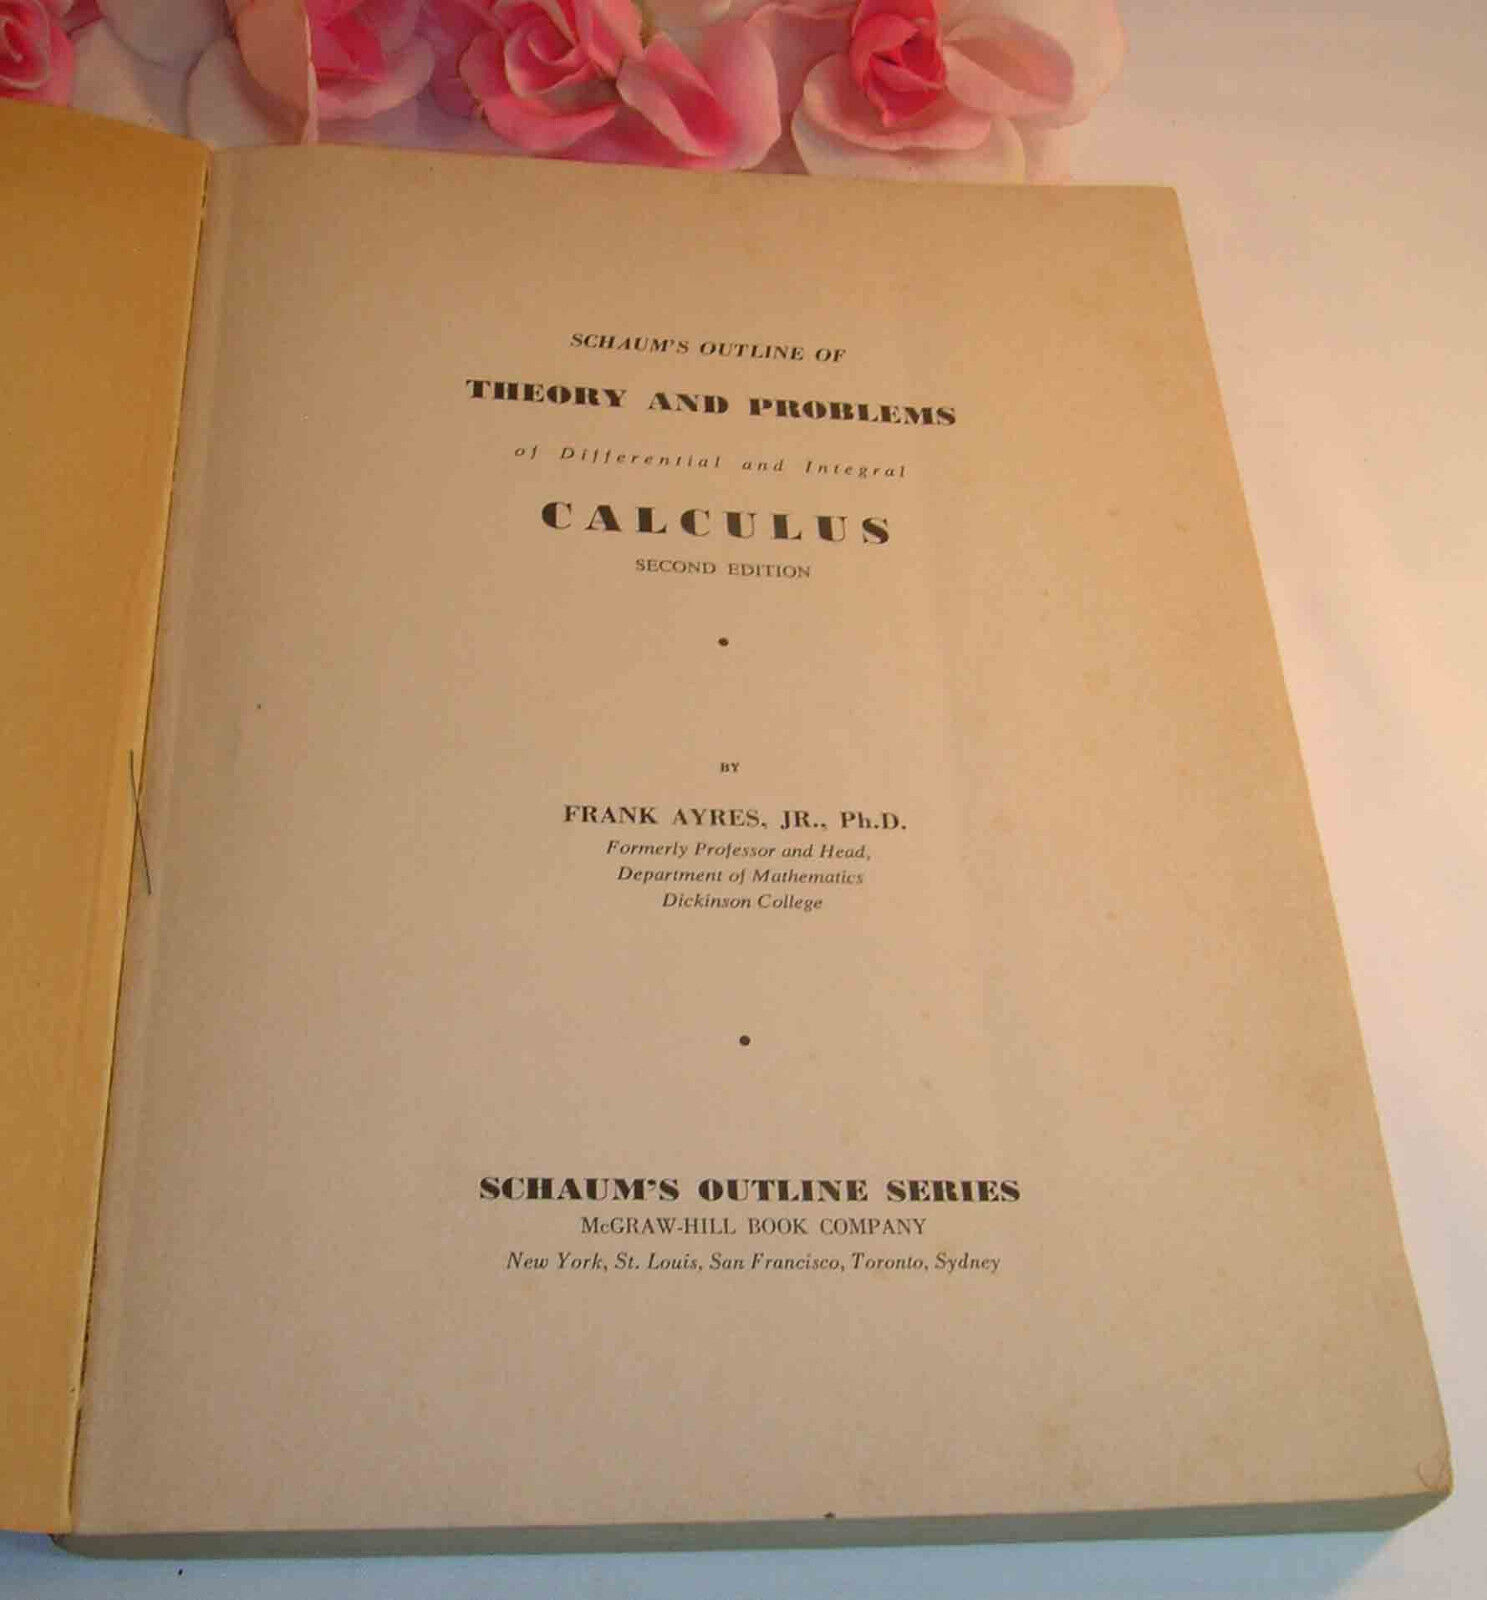 SCHAUM'S OUTLINE OF
THEORY AND PROBLEMS
of Differential and Integral
CALCULUS
SECOND EDITION
•
BY
FRANK AYRES, JR., Ph.D.
Formerly Professor and Head,
Department of Mathematics
Dickinson College
•
SCHAUM'S OUTLINE SERIES
McGRAW-HILL BOOK COMPANY
New York, St. Louis, San Francisco, Toronto, Sydney